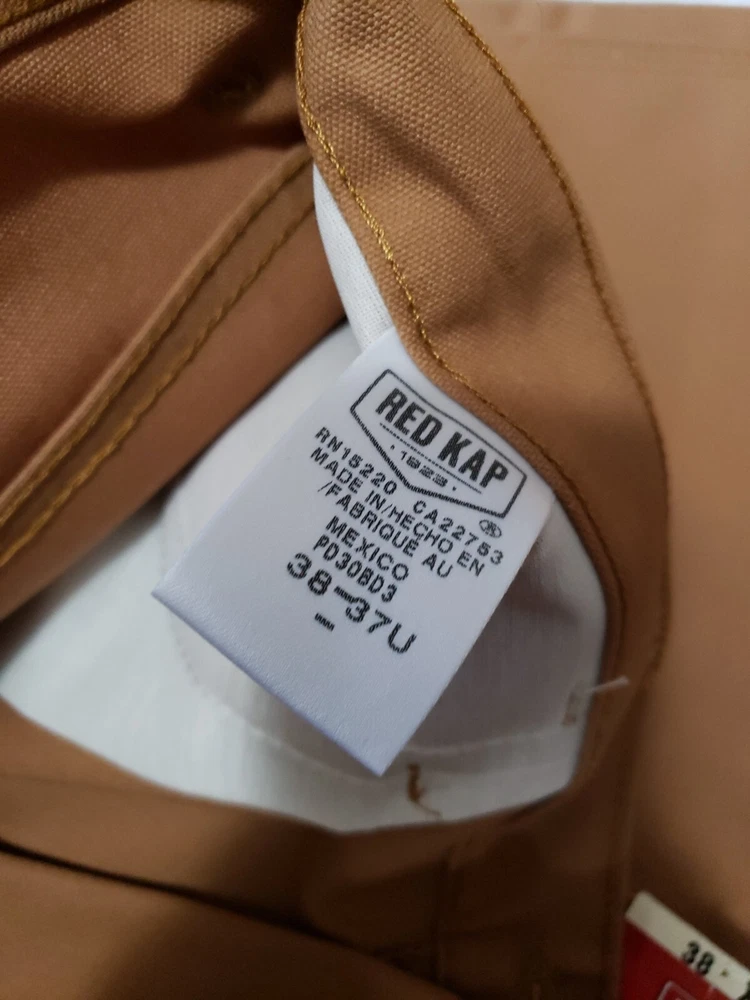 RED KAP
· 1923 ·
RN15220 CA22753
MADE IN/HECHO EN
/FABRIQUÉ AU
MEXICO
PD30BD3
38-37U
38